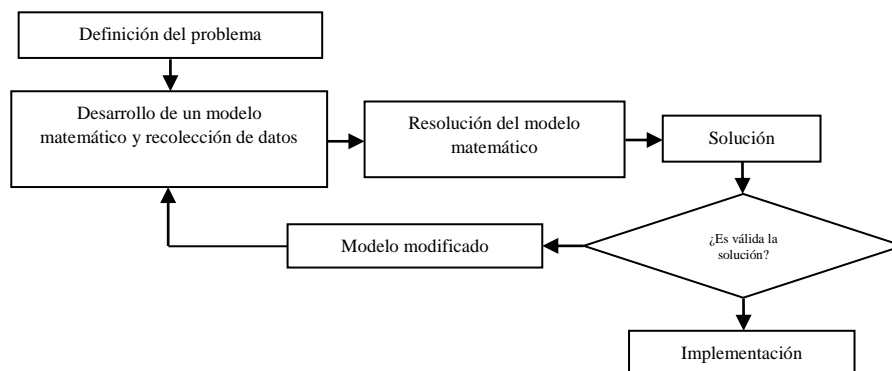 Definición del problema
Desarrollo de un modelo
matemático y recolección de datos
Resolución del modelo
matemático
Solución
¿Es válida la
solución?
Modelo modificado
Implementación